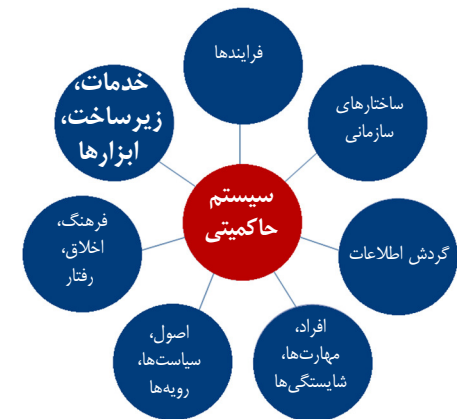 فرایندها
ساختارهای
سازمانی
گردش اطلاعات
افراد،
مهارت‌ها،
شایستگی‌ها
اصول،
سیاست‌ها،
رویه‌ها
فرهنگ،
اخلاق،
رفتار
خدمات،
زیرساخت،
ابزارها
سیستم
حاکمیتی